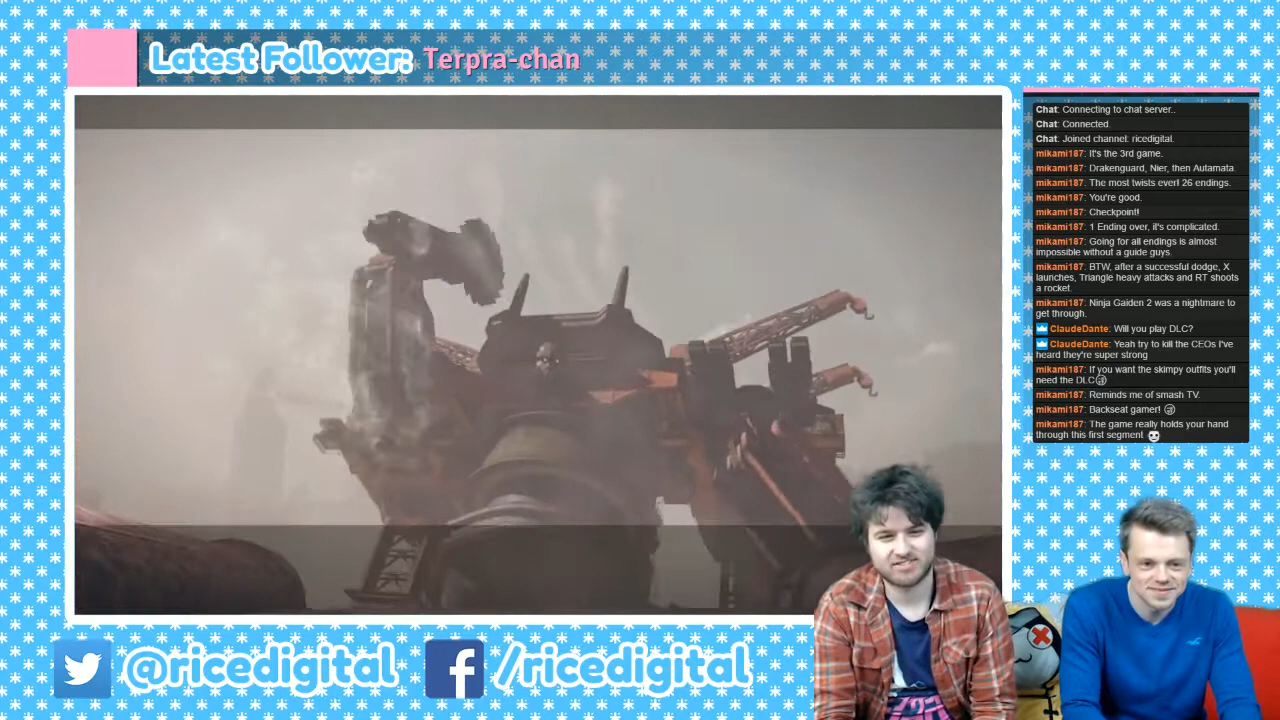 Latest Follower: Terpra-chan
Chat: Connecting to chat server..
Chat: Connected.
Chat: Joined channel: ricedigital.
mikami187: It's the 3rd game.
mikami187: Drakenguard, Nier, then Autamata.
mikami187: The most twists ever! 26 endings.
mikami187: You're good.
mikami187: Checkpoint!
mikami187: 1 Ending over, it's complicated.
mikami187: Going for all endings is almost
impossible without a guide guys.
mikami187: BTW, after a successful dodge, X
launches, Triangle heavy attacks and RT shoots
a rocket.
mikami187: Ninja Gaiden 2 was a nightmare to
get through.
ClaudeDante: Will you play DLC?
ClaudeDante: Yeah try to kill the CEOs I've
heard they're super strong
mikami187: If you want the skimpy outfits you'll
need the DLC
mikami187: Reminds me of smash TV.
mikami187: Backseat gamer!
mikami187: The game really holds your hand
through this first segment
@ricedigital
/ricedigital